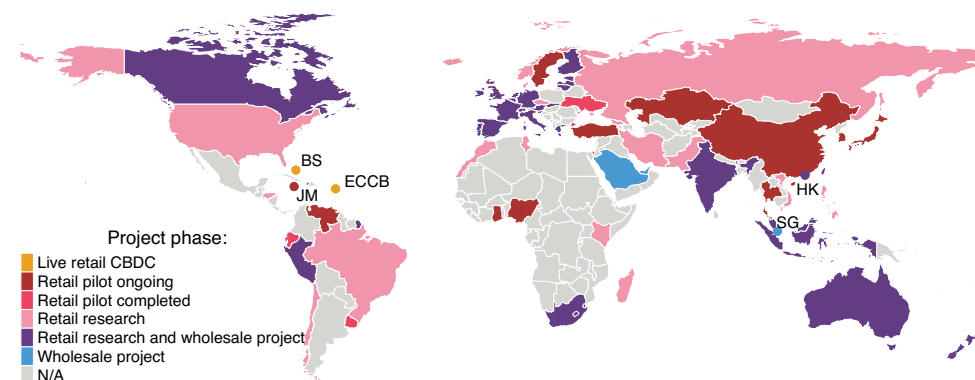 BS
ECCB
JM
HK
SG
Project phase:
Live retail CBDC
Retail pilot ongoing
Retail pilot completed
Retail research
Retail research and wholesale project
Wholesale project
N/A